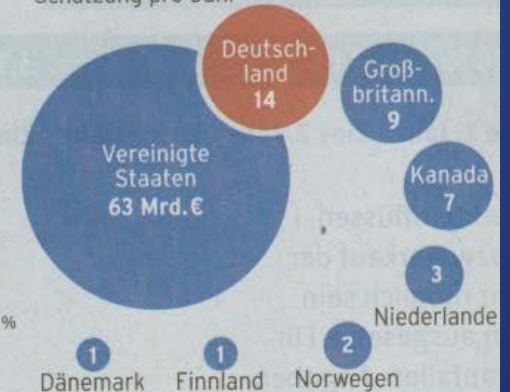 Schätzung pro Jahr
Deutsch-
land
14
Groß-
britann.
9
Vereinigte
Staaten
63 Mrd.€
Kanada
7
3
Niederlande
%
1
Dänemark
1
Finnland
2
Norwegen